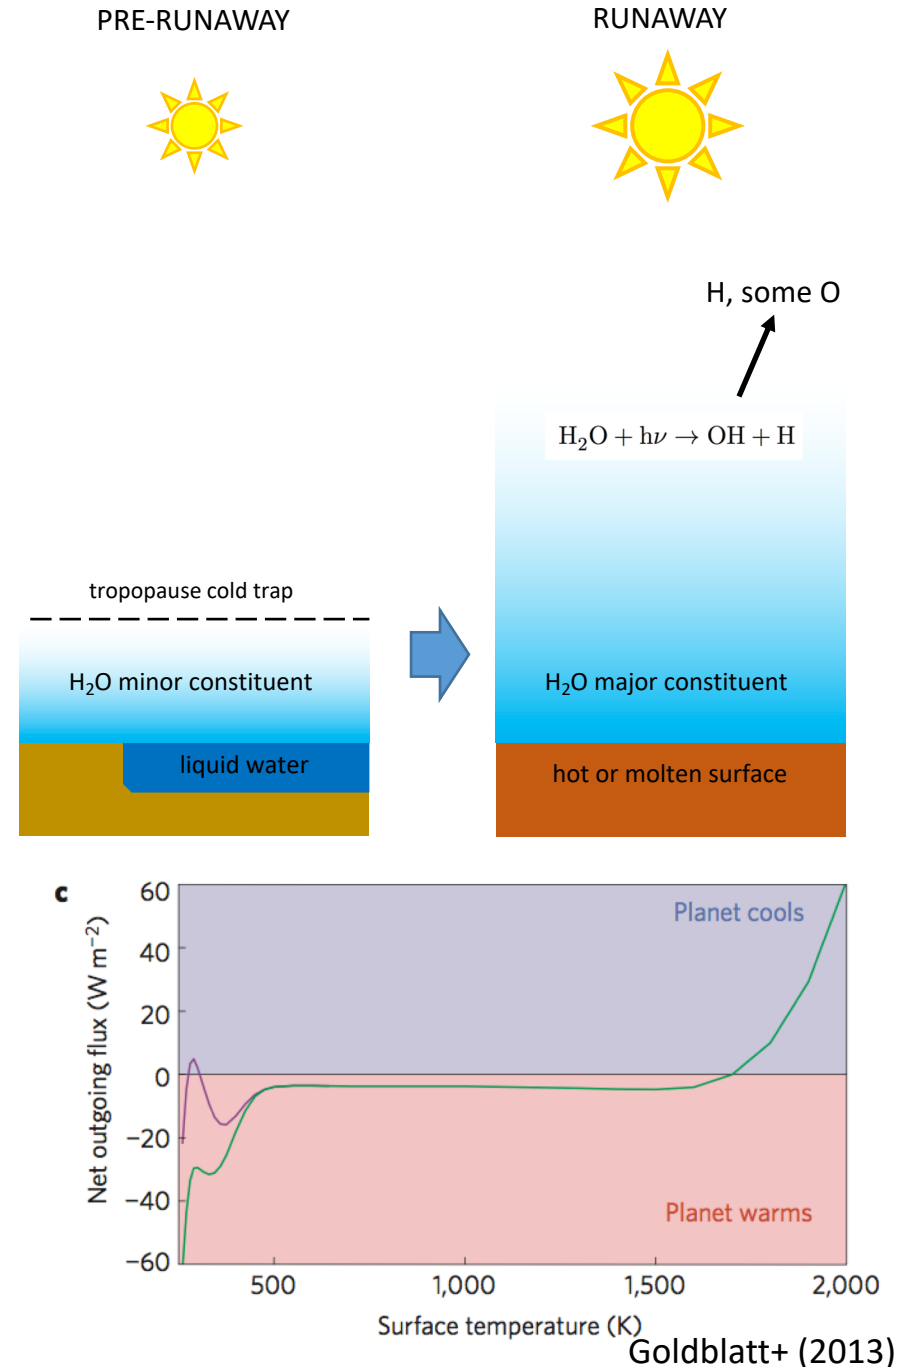 PRE-RUNAWAY
RUNAWAY
H, some O
H₂O + hν → OH + H
tropopause cold trap
H₂O minor constituent
H₂O major constituent
liquid water
hot or molten surface
c
Planet cools
Planet warms
Net outgoing flux (W m⁻²)
60
40
20
0
−20
−40
−60
500
1,000
1,500
2,000
Surface temperature (K)
Goldblatt+ (2013)